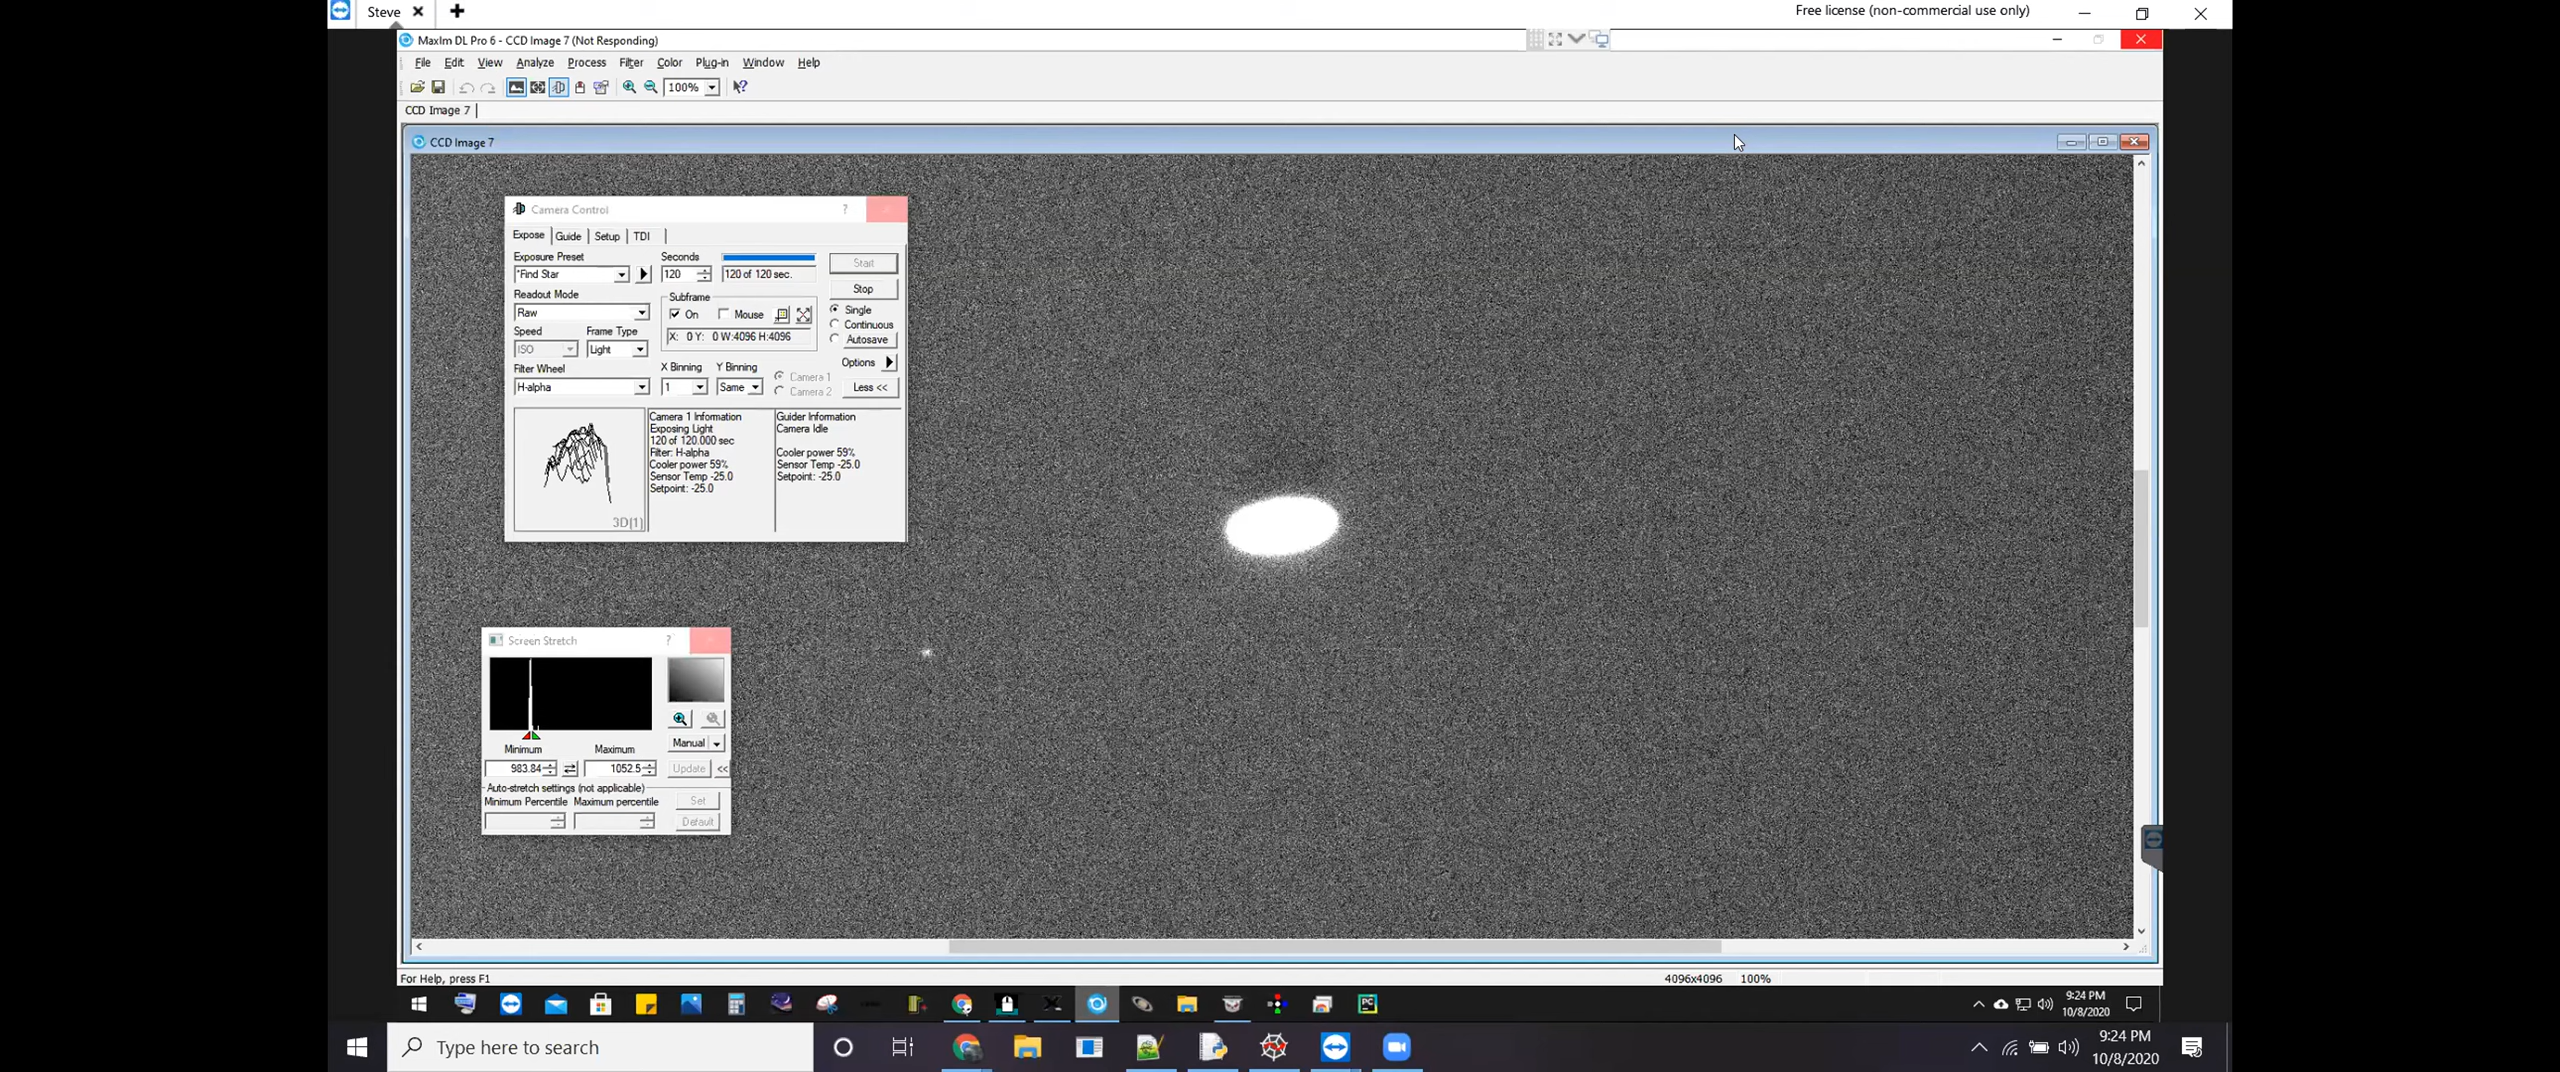 Steve
Free license (non-commercial use only)
MaxIm DL Pro 6 - CCD Image 7 (Not Responding)
File Edit View Analyze Process Filter Color Plug-in Window Help
100%
CCD Image 7
CCD Image 7
Camera Control ?
Expose Guide Setup TDI
Exposure Preset Seconds
*Find Star 120 120 of 120 sec. Start
Stop
Readout Mode Subframe
Raw On Mouse Single
Continuous
Speed Frame Type X: 0 Y: 0 W:4096 H:4096 Autosave
ISO Light
Options
Filter Wheel X Binning Y Binning Camera 1
H-alpha 1 Same Camera 2 Less <<
Camera 1 Information Guider Information
Exposing Light Camera Idle
120 of 120.000 sec
Filter: H-alpha Cooler power 59%
Cooler power 59% Sensor Temp -25.0
Sensor Temp -25.0 Setpoint: -25.0
Setpoint: -25.0
3D[1]
Screen Stretch ?
Manual
Minimum Maximum
983.84 1052.5 Update <<
Auto-stretch settings (not applicable)
Minimum Percentile Maximum percentile Set
Default
For Help, press F1 4096x4096 100%
9:24 PM
10/8/2020
Type here to search
9:24 PM
10/8/2020